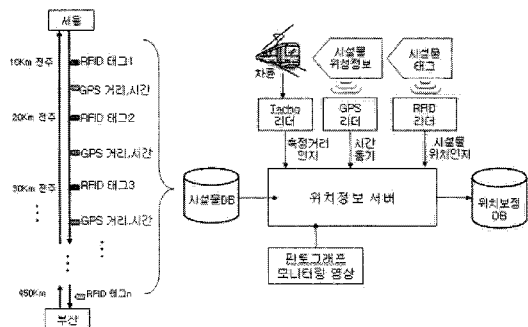 서울
10Km 전주
RFID 태그1
GPS 거리,시간
20Km 전주
RFID 태그2
GPS 거리,시간
30Km 전주
RFID 태그3
GPS 거리,시간
450Km
RFID 태그n
부산
차륜
시설물
위성정보
시설물
태그
Tacho
리더
GPS
리더
RFID
리더
측정거리
인지
시간
동기
시설물
위치인지
시설물DB
위치정보 서버
위치보정
DB
판토그래프
모니터링 영상